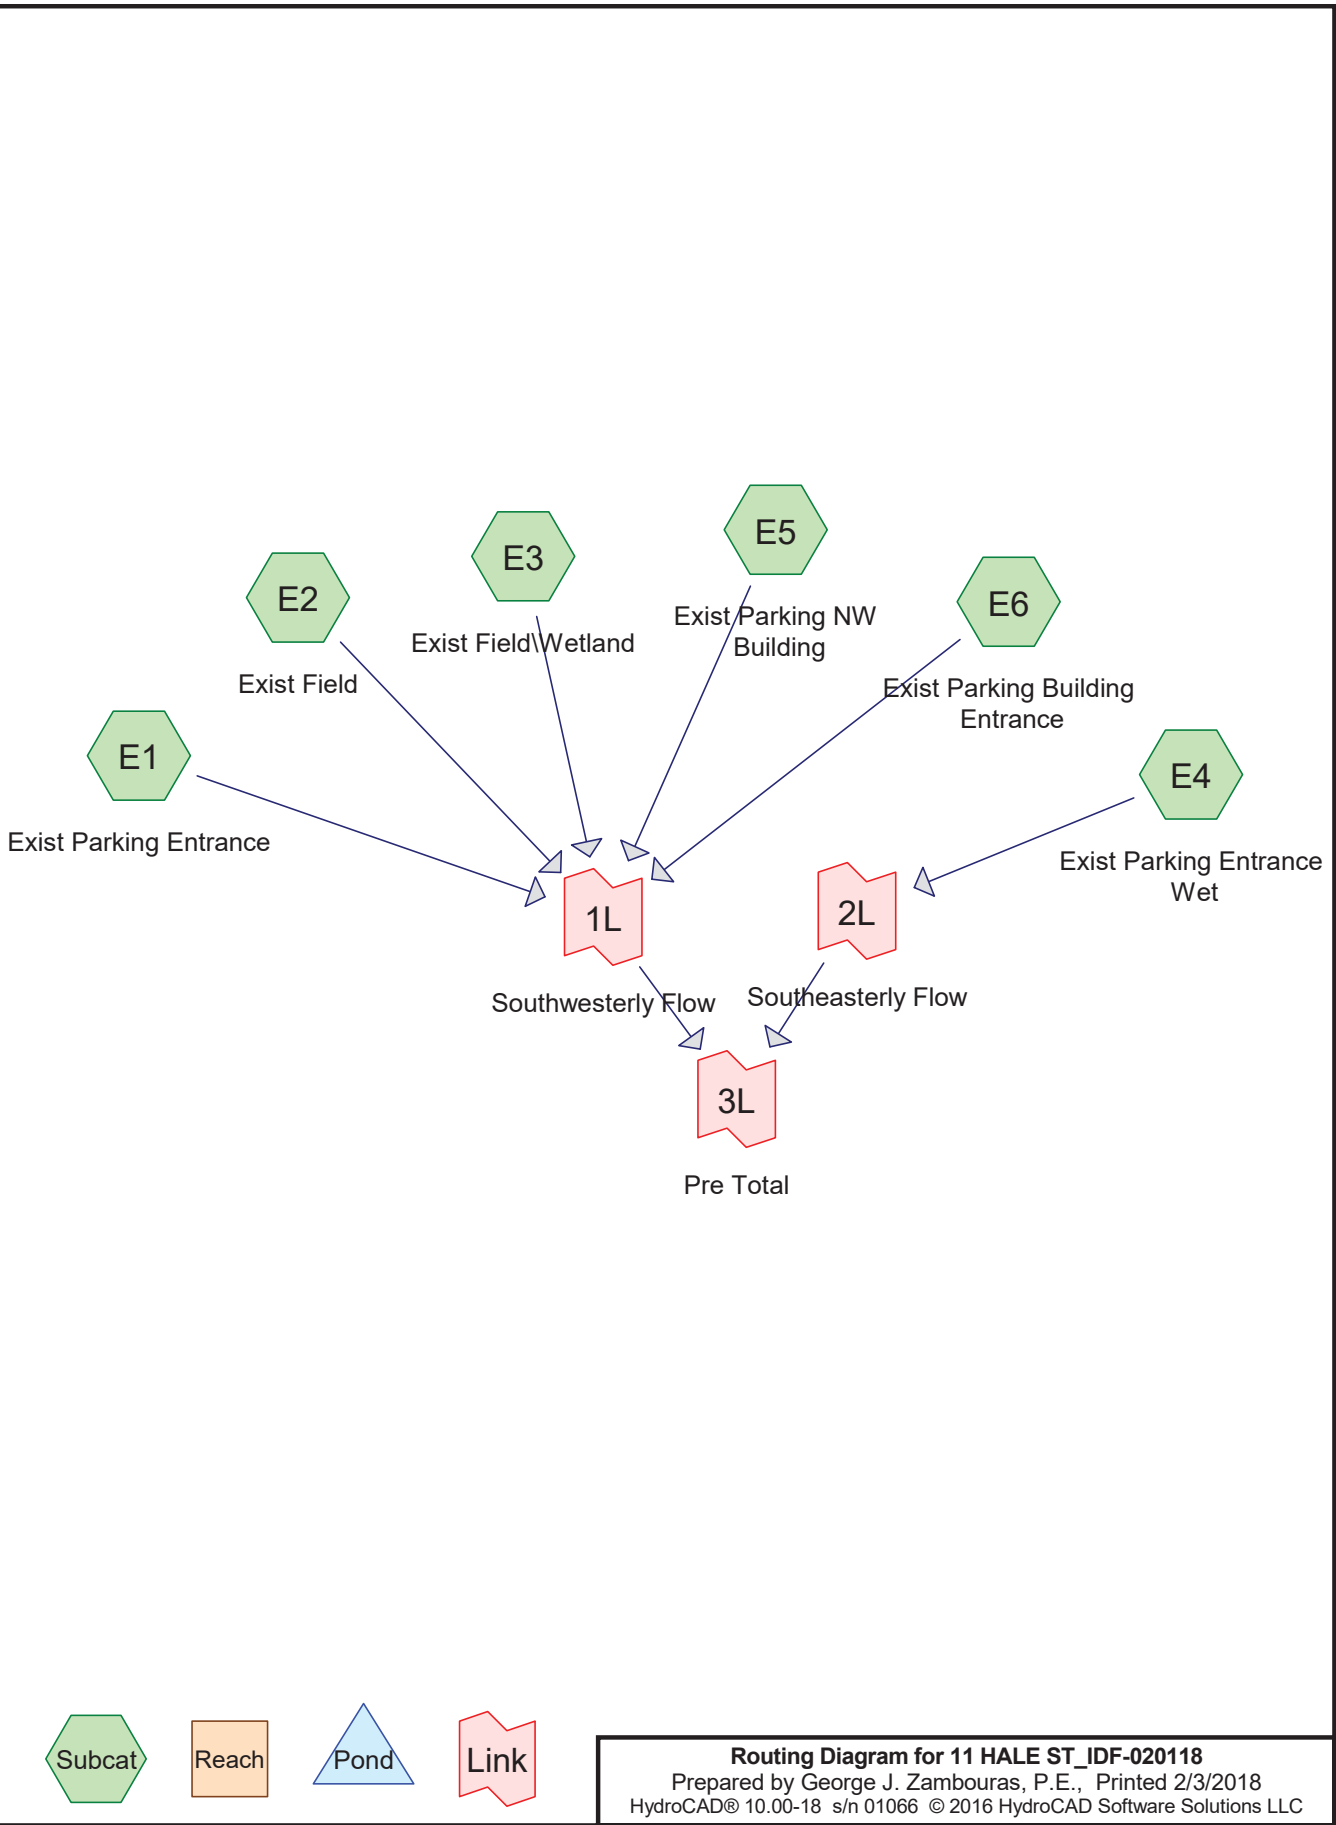 E5
E3
E2
E6
Exist Parking NW
Building
Exist Field\Wetland
Exist Field
Exist Parking Building
Entrance
E1
E4
Exist Parking Entrance
Exist Parking Entrance
Wet
1L
2L
Southwesterly Flow
Southeasterly Flow
3L
Pre Total
Subcat
Reach
Pond
Link
Routing Diagram for 11 HALE ST_IDF-020118
Prepared by George J. Zambouras, P.E., Printed 2/3/2018
HydroCAD® 10.00-18 s/n 01066 © 2016 HydroCAD Software Solutions LLC